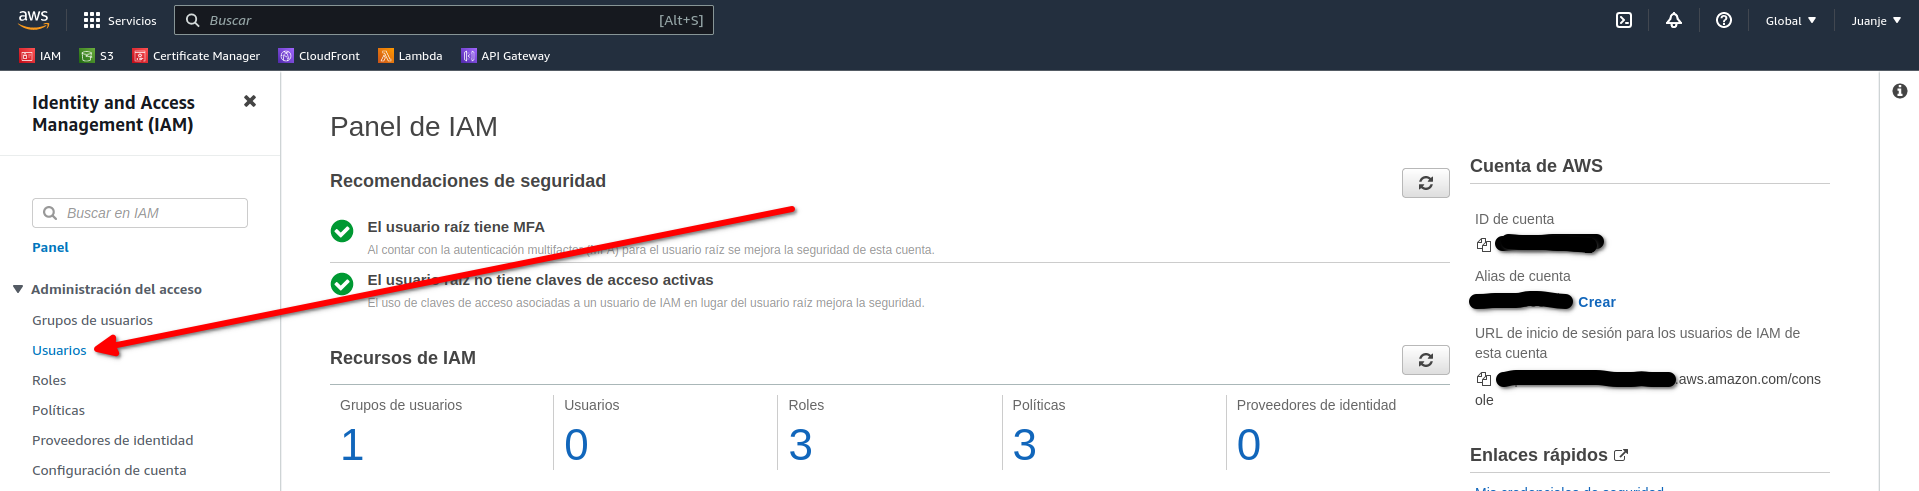 aws
Servicios
Buscar
[Alt+S]
Global
Juanje
IAM
S3
Certificate Manager
CloudFront
Lambda
API Gateway
Identity and Access
Management (IAM)
Buscar en IAM
Panel
Administración del acceso
Grupos de usuarios
Usuarios
Roles
Políticas
Proveedores de identidad
Configuración de cuenta
Panel de IAM
Recomendaciones de seguridad
El usuario raíz tiene MFA
Al contar con la autenticación multifactor (MFA) para el usuario raíz se mejora la seguridad de esta cuenta.
El usuario raíz no tiene claves de acceso activas
El uso de claves de acceso asociadas a un usuario de IAM en lugar del usuario raíz mejora la seguridad.
Recursos de IAM
Grupos de usuarios
1
Usuarios
0
Roles
3
Políticas
3
Proveedores de identidad
0
Cuenta de AWS
ID de cuenta
Alias de cuenta
Crear
URL de inicio de sesión para los usuarios de IAM de
esta cuenta
.aws.amazon.com/cons
ole
Enlaces rápidos
Mis credenciales de seguridad